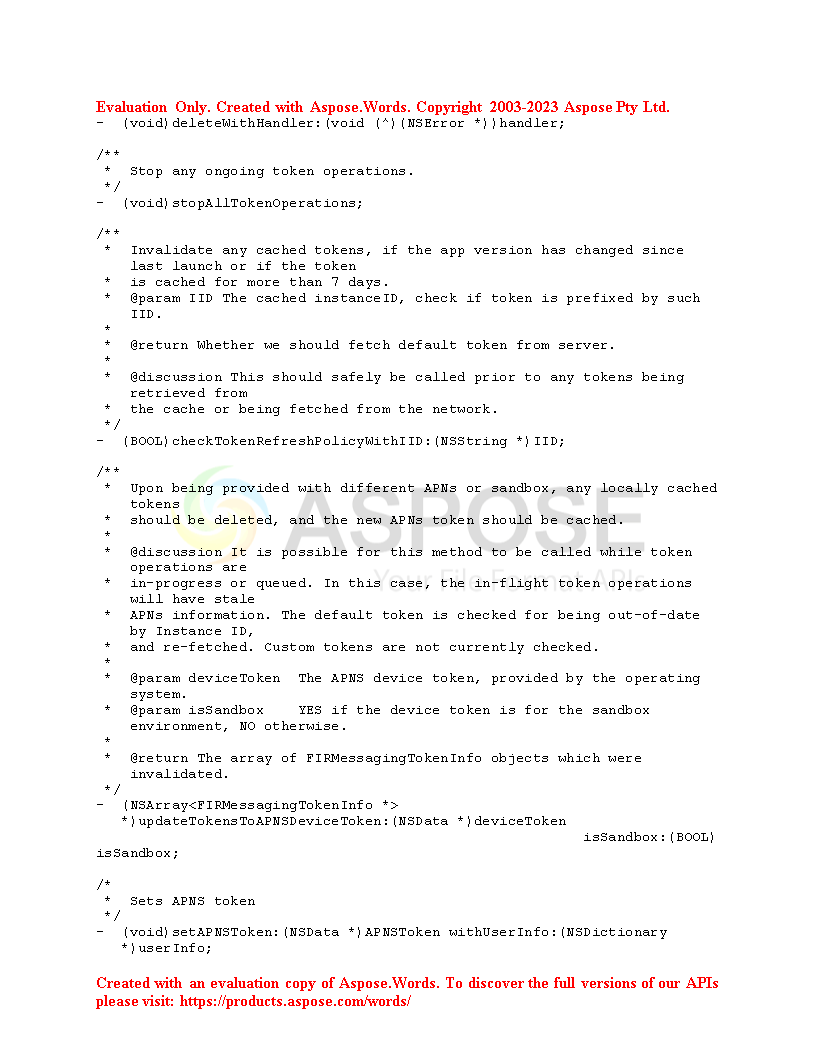 Evaluation Only. Created with Aspose.Words. Copyright 2003-2023 Aspose Pty Ltd.
- (void)deleteWithHandler:(void (^)(NSError *))handler;
/**
* Stop any ongoing token operations.
*/
- (void)stopAllTokenOperations;
/**
* Invalidate any cached tokens, if the app version has changed since
last launch or if the token
* is cached for more than 7 days.
* @param IID The cached instanceID, check if token is prefixed by such
IID.
*
* @return Whether we should fetch default token from server.
*
* @discussion This should safely be called prior to any tokens being
retrieved from
* the cache or being fetched from the network.
*/
- (BOOL)checkTokenRefreshPolicyWithIID:(NSString *)IID;
/**
* Upon being provided with different APNs or sandbox, any locally cached
tokens
* should be deleted, and the new APNs token should be cached.
ASPOSE
*
* @discussion It is possible for this method to be called while token
operations are
* in-progress or queued. In this case, the in-flight token operations
Your File Format APIs
will have stale
* APNs information. The default token is checked for being out-of-date
by Instance ID,
* and re-fetched. Custom tokens are not currently checked.
*
* @param deviceToken The APNS device token, provided by the operating
system.
* @param isSandbox YES if the device token is for the sandbox
environment, NO otherwise.
*
* @return The array of FIRMessagingTokenInfo objects which were
invalidated.
*/
- (NSArray<FIRMessagingTokenInfo *>
*)updateTokensToAPNSDeviceToken:(NSData *)deviceToken
isSandbox:(BOOL)
isSandbox;
/*
* Sets APNS token
*/
- (void)setAPNSToken:(NSData *)APNSToken withUserInfo:(NSDictionary
*)userInfo;
Created with an evaluation copy of Aspose.Words. To discover the full versions of our APIs
please visit: https://products.aspose.com/words/